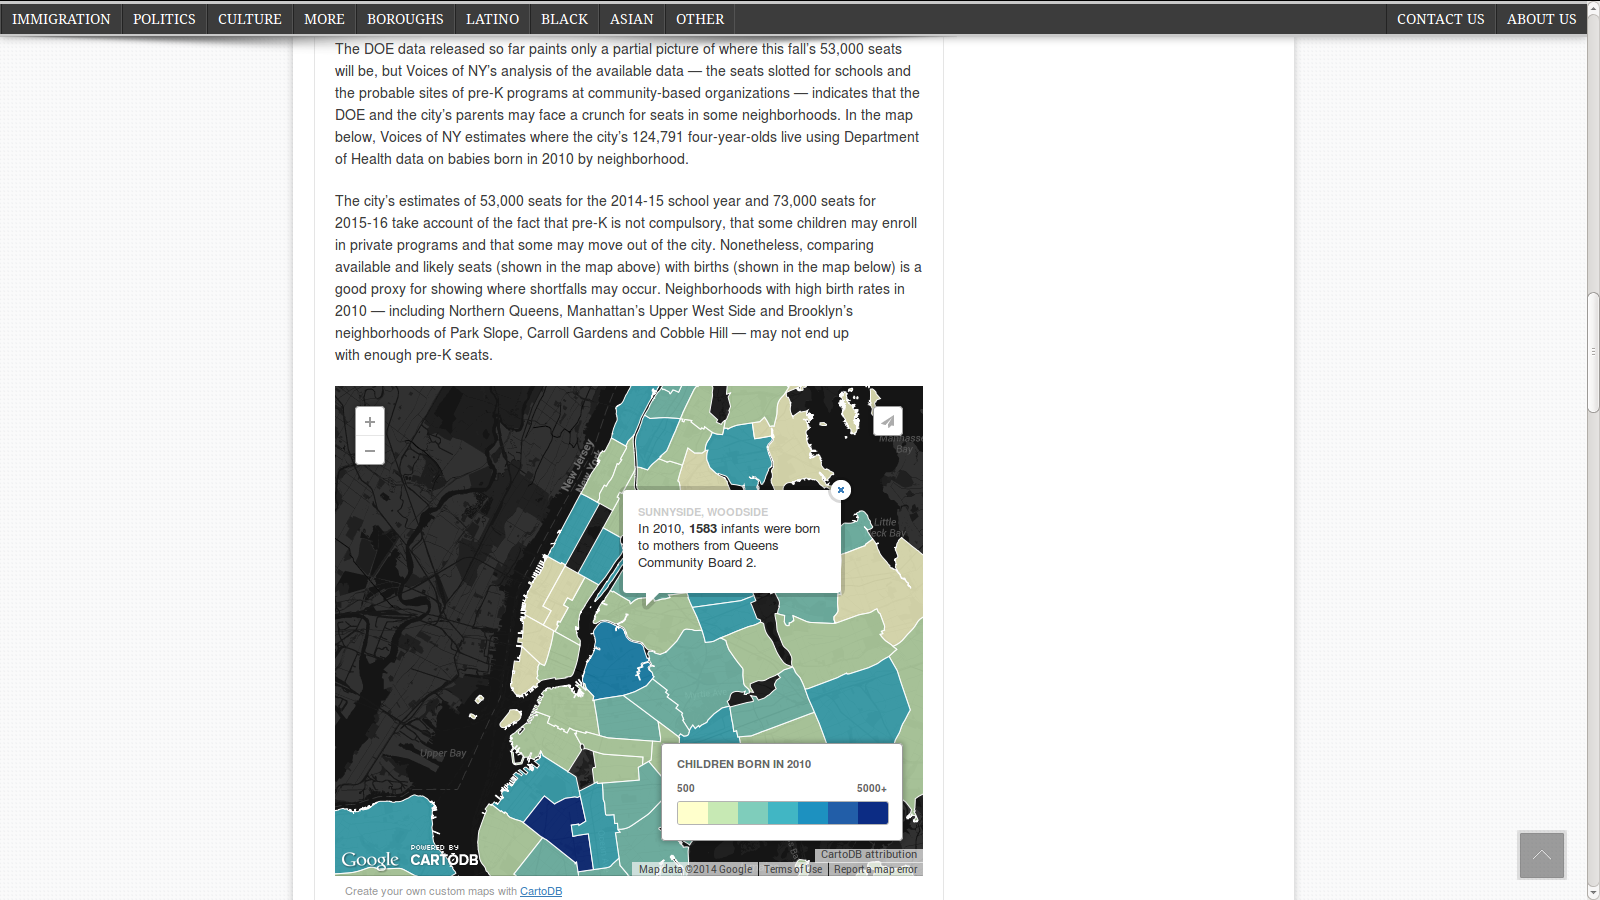 IMMIGRATION POLITICS CULTURE MORE BOROUGHS LATINO BLACK ASIAN OTHER CONTACT US ABOUT US
The DOE data released so far paints only a partial picture of where this fall's 53,000 seats
will be, but Voices of NY's analysis of the available data — the seats slotted for schools and
the probable sites of pre-K programs at community-based organizations — indicates that the
DOE and the city's parents may face a crunch for seats in some neighborhoods. In the map
below, Voices of NY estimates where the city's 124,791 four-year-olds live using Department
of Health data on babies born in 2010 by neighborhood.
The city's estimates of 53,000 seats for the 2014-15 school year and 73,000 seats for
2015-16 take account of the fact that pre-K is not compulsory, that some children may enroll
in private programs and that some may move out of the city. Nonetheless, comparing
available and likely seats (shown in the map above) with births (shown in the map below) is a
good proxy for showing where shortfalls may occur. Neighborhoods with high birth rates in
2010 — including Northern Queens, Manhattan's Upper West Side and Brooklyn's
neighborhoods of Park Slope, Carroll Gardens and Cobble Hill — may not end up
with enough pre-K seats.
+
−
New Jersey
New York
Bay
SUNNYSIDE, WOODSIDE
In 2010, 1583 infants were born
to mothers from Queens
Community Board 2.
Little
Bay
Upper Bay
CHILDREN BORN IN 2010
500 5000+
Google
POWERED BY
CARTODB
CartoDB attribution
Map data ©2014 Google Terms of Use Report a map error
Create your own custom maps with CartoDB